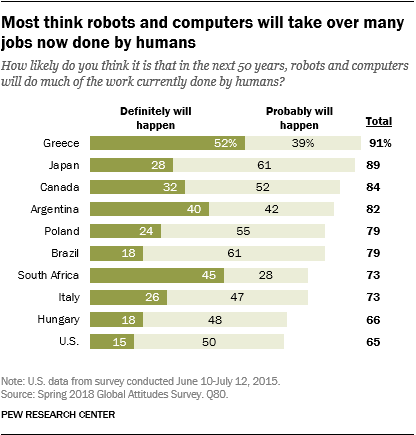 Most think robots and computers will take over many
jobs now done by humans
How likely do you think it is that in the next 50 years, robots and computers
will do much of the work currently done by humans?
Definitely will
happen
Probably will
happen
Total
Greece 52% 39% 91%
Japan 28 61 89
Canada 32 52 84
Argentina 40 42 82
Poland 24 55 79
Brazil 18 61 79
South Africa 45 28 73
Italy 26 47 73
Hungary 18 48 66
U.S. 15 50 65
Note: U.S. data from survey conducted June 10-July 12, 2015.
Source: Spring 2018 Global Attitudes Survey. Q80.
PEW RESEARCH CENTER